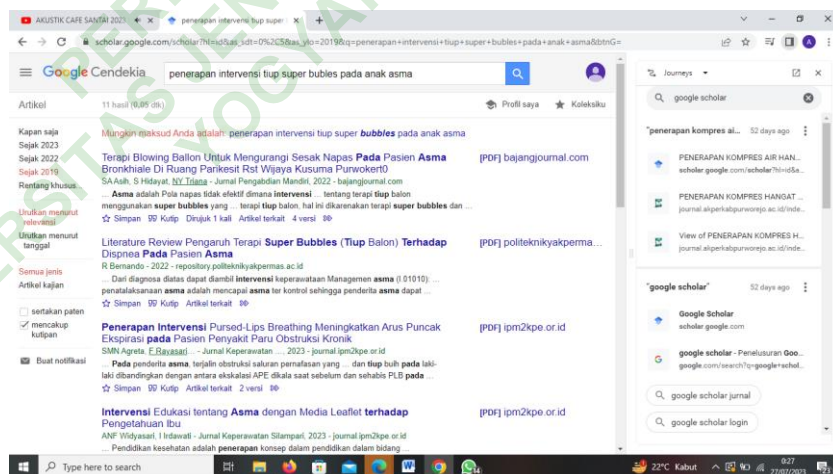 AKUSTIK CAFE SANTAI 2023
penerapan intervensi tiup super
scholar.google.com/scholar?hl=id&as_sdt=0%2C5&as_ylo=2019&q=penerapan+intervensi+tiup+super+bubles+pada+anak+asma&btnG=
Google Cendekia
penerapan intervensi tiup super bubles pada anak asma
Artikel
11 hasil (0,05 dtk)
Profil saya
Koleksiku
Kapan saja
Sejak 2023
Sejak 2022
Sejak 2019
Rentang khusus...
Urutkan menurut
relevansi
Urutkan menurut
tanggal
Semua jenis
Artikel kajian
sertakan paten
mencakup
kutipan
Buat notifikasi
Mungkin maksud Anda adalah: penerapan intervensi tiup super bubbles pada anak asma
Terapi Blowing Ballon Untuk Mengurangi Sesak Napas Pada Pasien Asma
Bronkhiale Di Ruang Parikesit Rst Wijaya Kusuma Purwokert0
[PDF] bajangjournal.com
SA Asih, S Hidayat, NY Triana - Jurnal Pengabdian Mandiri, 2022 - bajangjournal.com
... Asma adalah Pola napas tidak efektif dimana intervensi ... tentang terapi tiup balon
menggunakan super bubbles yang ... terapi tiup balon, hal ini dikarenakan terapi super bubbles dan ...
Simpan Kutip Dirujuk 1 kali Artikel terkait 4 versi
Literature Review Pengaruh Terapi Super Bubbles (Tiup Balon) Terhadap
Dispnea Pada Pasien Asma
[PDF] politeknikyakperma...
R Bernando - 2022 - repository.politeknikyakpermas.ac.id
... Dari diagnosa diatas dapat diambil intervensi keperawatan Managemen asma (I.01010): ...
penatalaksanaan asma adalah mencapai asma ter kontrol sehingga penderita asma dapat ...
Simpan Kutip Artikel terkait
Penerapan Intervensi Pursed-Lips Breathing Meningkatkan Arus Puncak
Ekspirasi pada Pasien Penyakit Paru Obstruksi Kronik
[PDF] ipm2kpe.or.id
SMN Agreta, F Rayasari... - Jurnal Keperawatan ..., 2023 - journal.ipm2kpe.or.id
... Pada penderita asma, terjalin obstruksi saluran pernafasan yang ... dan tiup buih pada laki-
laki dibandingkan dengan antara ekskalasi APE dikala saat sebelum dan sehabis PLB pada ...
Simpan Kutip Artikel terkait 2 versi
Intervensi Edukasi tentang Asma dengan Media Leaflet terhadap
Pengetahuan Ibu
[PDF] ipm2kpe.or.id
ANF Widyasari, I Irdawati - Jurnal Keperawatan Silampari, 2023 - journal.ipm2kpe.or.id
... Pendidikan kesehatan adalah penerapan konsep dalam pendidikan dalam bidang ...
Journeys
google scholar
"penerapan kompres ai... 52 days ago
PENERAPAN KOMPRES AIR HAN...
scholar.google.com/scholar?hl=id&a...
PENERAPAN KOMPRES HANGAT ...
journal.akperkabpurworejo.ac.id/inde...
View of PENERAPAN KOMPRES H...
journal.akperkabpurworejo.ac.id/inde...
"google scholar" 52 days ago
Google Scholar
scholar.google.com
google scholar - Penelusuran Goo...
google.com/search?q=google+schol...
google scholar jurnal
google scholar login
Type here to search
22°C Kabut
0:27
27/07/2023